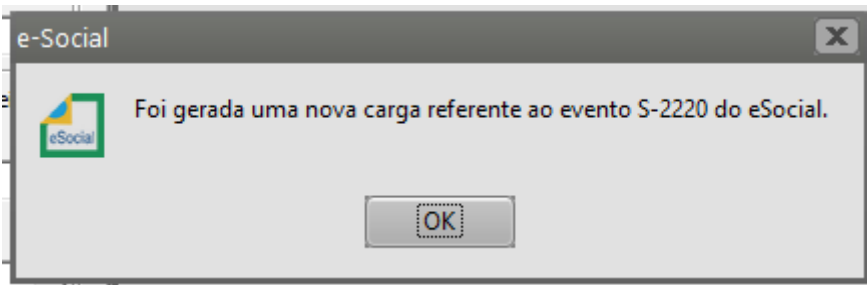 e-Social
Foi gerada uma nova carga referente ao evento S-2220 do eSocial.
eSocial
OK